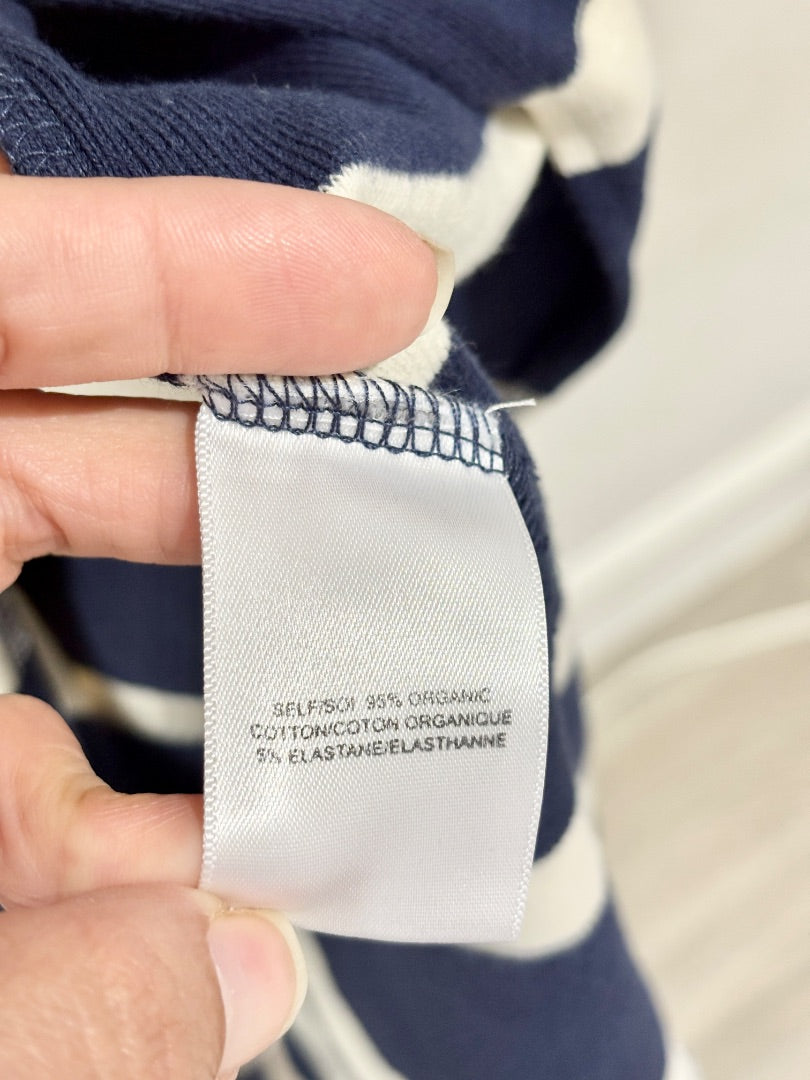 SELF/SOI 95% ORGANIC
COTTON/COTON ORGANIQUE
5% ELASTANE/ELASTHANNE